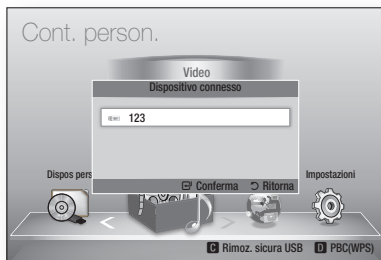 Cont. person.
Video
Dispositivo connesso
123
Conferma Ritorna
Dispos pers
Impostazioni
C Rimoz. sicura USB D PBC(WPS)